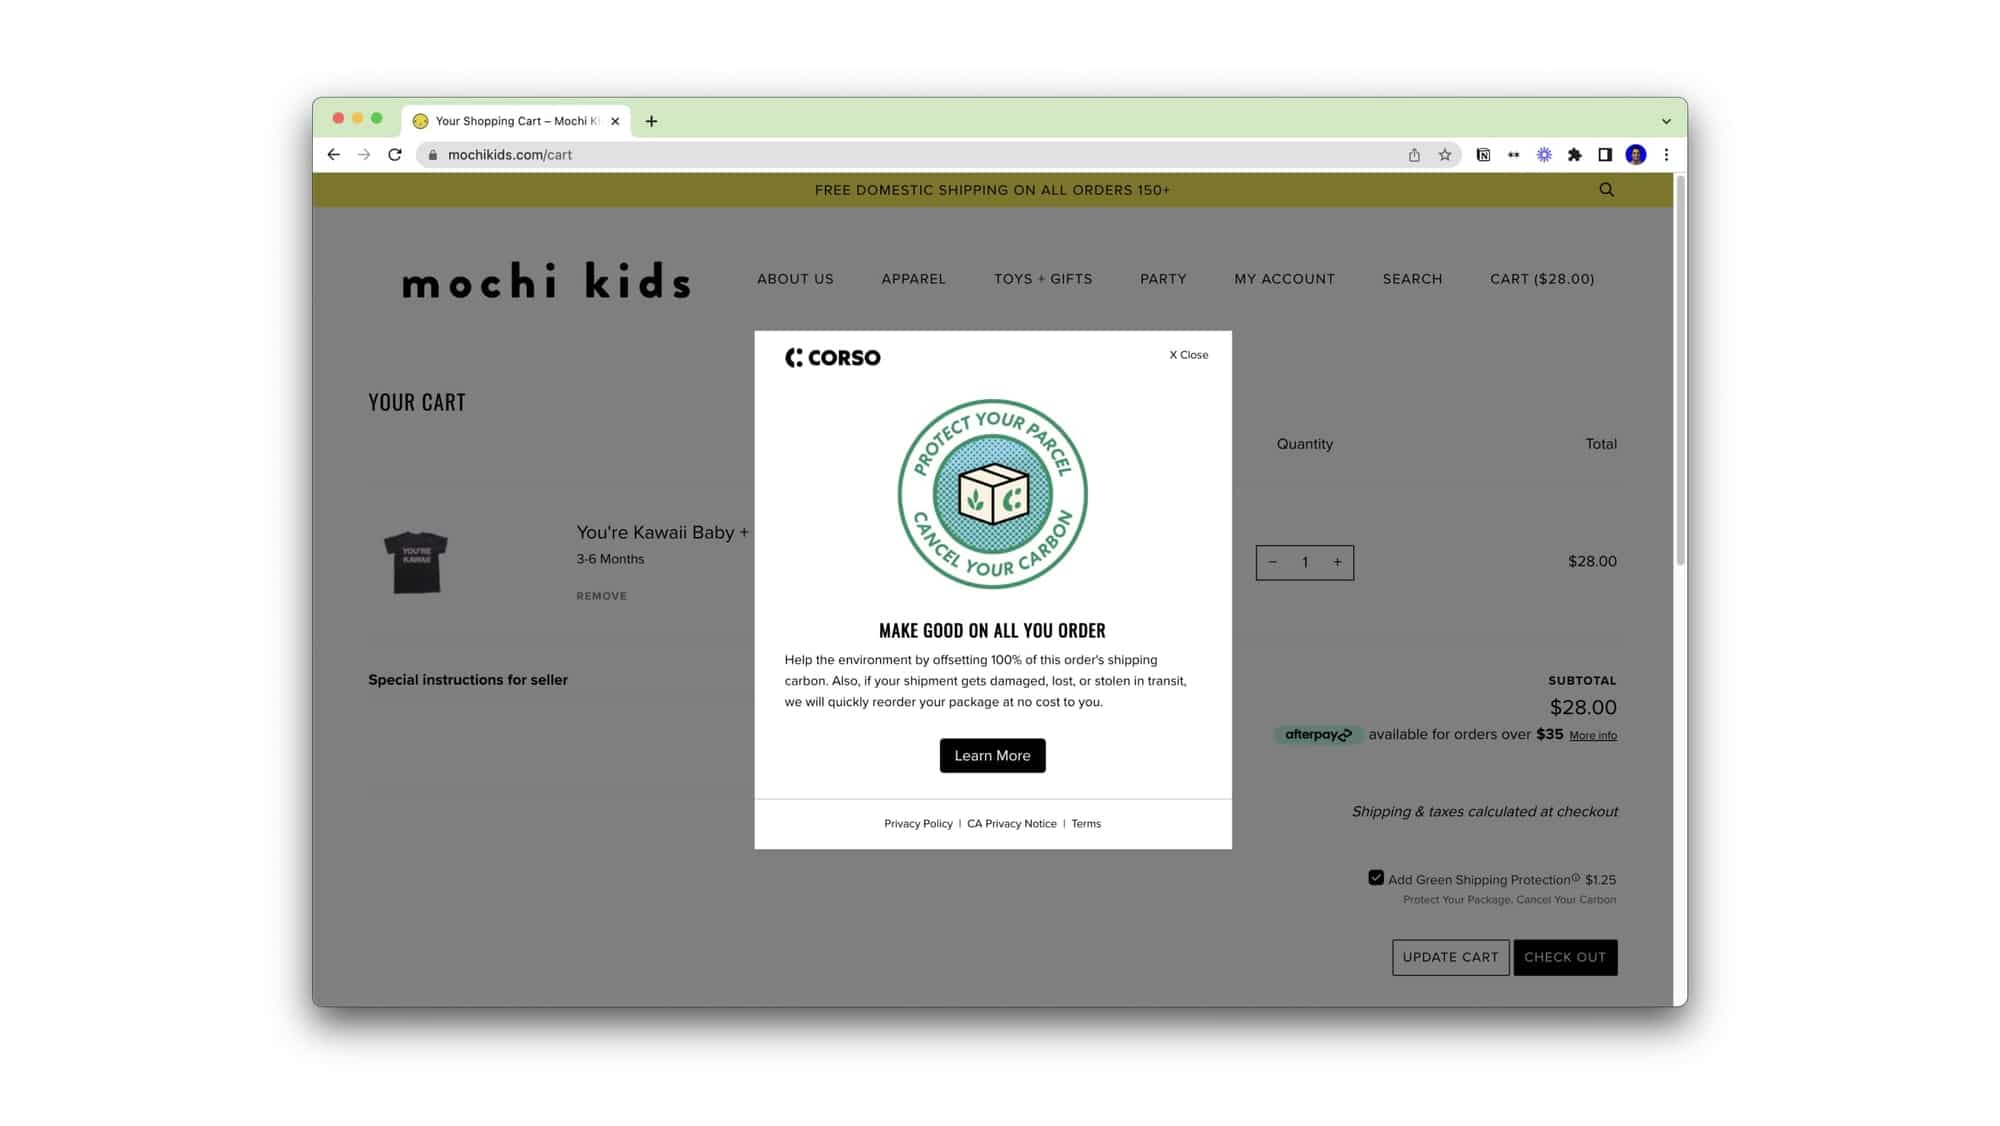 Your Shopping Cart – Mochi Ki
mochikids.com/cart
FREE DOMESTIC SHIPPING ON ALL ORDERS 150+
mochi kids
ABOUT US
APPAREL
TOYS + GIFTS
PARTY
MY ACCOUNT
SEARCH
CART ($28.00)
CORSO
X Close
PROTECT YOUR PARCEL
CANCEL YOUR CARBON
MAKE GOOD ON ALL YOU ORDER
Help the environment by offsetting 100% of this order's shipping
carbon. Also, if your shipment gets damaged, lost, or stolen in transit,
we will quickly reorder your package at no cost to you.
Learn More
Privacy Policy | CA Privacy Notice | Terms
YOUR CART
Quantity
Total
YOU'RE
KAWAII
You're Kawaii Baby +
3-6 Months
REMOVE
− 1 +
$28.00
Special instructions for seller
SUBTOTAL
$28.00
afterpay available for orders over $35 More info
Shipping & taxes calculated at checkout
Add Green Shipping Protection $1.25
Protect Your Package, Cancel Your Carbon
UPDATE CART
CHECK OUT